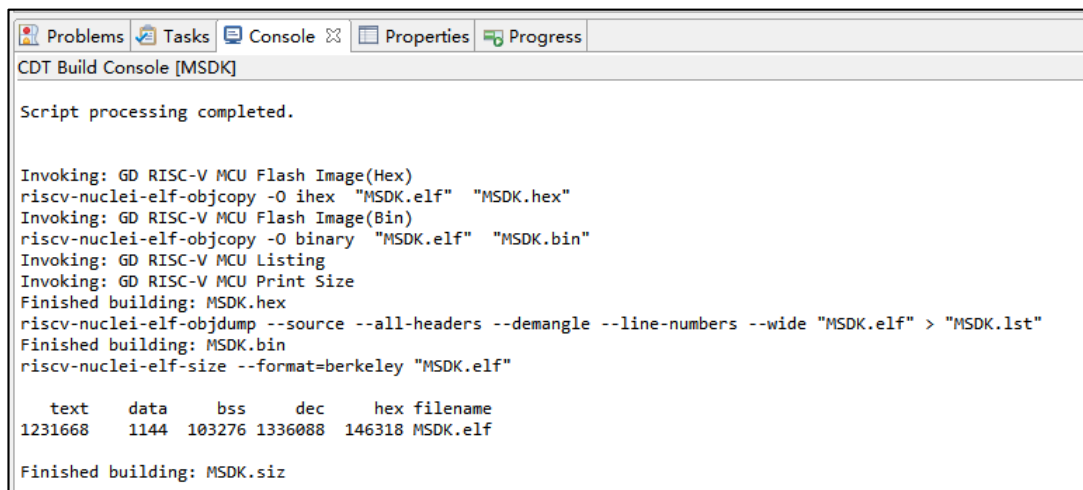 Problems Tasks Console Properties Progress
CDT Build Console [MSDK]
Script processing completed.
Invoking: GD RISC-V MCU Flash Image(Hex)
riscv-nuclei-elf-objcopy -O ihex  "MSDK.elf"  "MSDK.hex"
Invoking: GD RISC-V MCU Flash Image(Bin)
riscv-nuclei-elf-objcopy -O binary  "MSDK.elf"  "MSDK.bin"
Invoking: GD RISC-V MCU Listing
Invoking: GD RISC-V MCU Print Size
Finished building: MSDK.hex
riscv-nuclei-elf-objdump --source --all-headers --demangle --line-numbers --wide "MSDK.elf" > "MSDK.lst"
Finished building: MSDK.bin
riscv-nuclei-elf-size --format=berkeley "MSDK.elf"
   text    data     bss     dec     hex filename
1231668    1144  103276 1336088  146318 MSDK.elf
Finished building: MSDK.siz